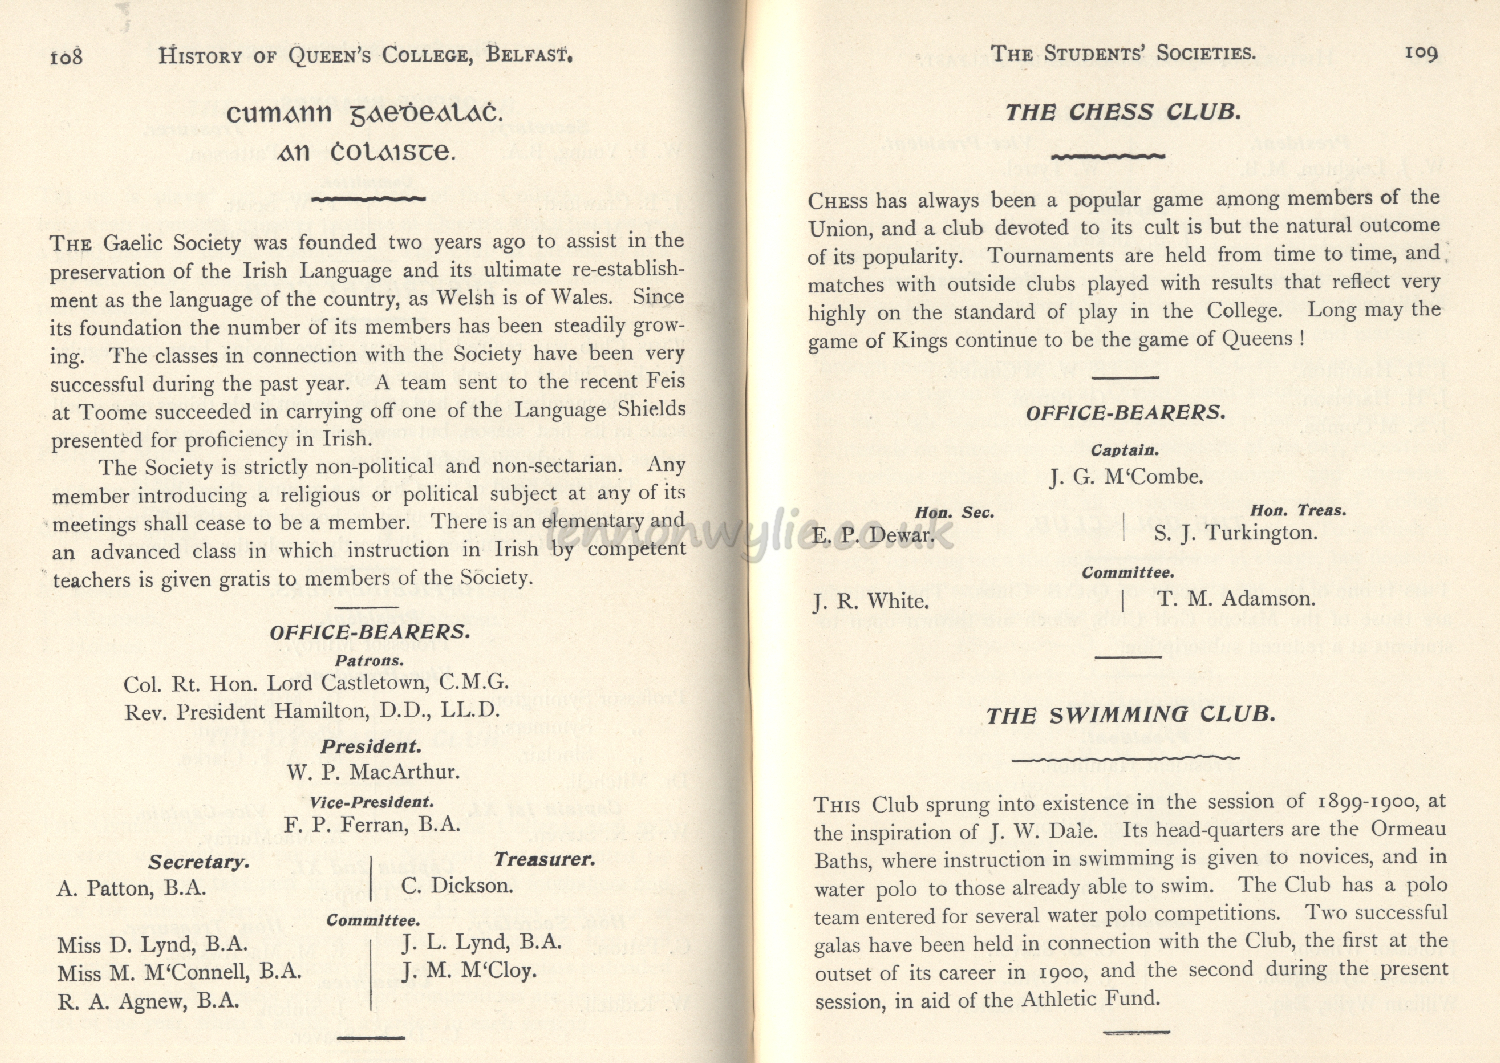 108 History of Queen's College, Belfast.
cumann gaeḋealaċ.
an ċolaiste.
The Gaelic Society was founded two years ago to assist in the
preservation of the Irish Language and its ultimate re-establish-
ment as the language of the country, as Welsh is of Wales. Since
its foundation the number of its members has been steadily grow-
ing. The classes in connection with the Society have been very
successful during the past year. A team sent to the recent Feis
at Toome succeeded in carrying off one of the Language Shields
presented for proficiency in Irish.
The Society is strictly non-political and non-sectarian. Any
member introducing a religious or political subject at any of its
meetings shall cease to be a member. There is an elementary and
an advanced class in which instruction in Irish by competent
teachers is given gratis to members of the Society.
OFFICE-BEARERS.
Patrons.
Col. Rt. Hon. Lord Castletown, C.M.G.
Rev. President Hamilton, D.D., LL.D.
President.
W. P. MacArthur.
Vice-President.
F. P. Ferran, B.A.
Secretary. Treasurer.
A. Patton, B.A. C. Dickson.
Committee.
Miss D. Lynd, B.A. J. L. Lynd, B.A.
Miss M. M'Connell, B.A. J. M. M'Cloy.
R. A. Agnew, B.A.
The Students' Societies. 109
THE CHESS CLUB.
Chess has always been a popular game among members of the
Union, and a club devoted to its cult is but the natural outcome
of its popularity. Tournaments are held from time to time, and
matches with outside clubs played with results that reflect very
highly on the standard of play in the College. Long may the
game of Kings continue to be the game of Queens !
OFFICE-BEARERS.
Captain.
J. G. M'Combe.
Hon. Sec. Hon. Treas.
E. P. Dewar. S. J. Turkington.
Committee.
J. R. White. T. M. Adamson.
THE SWIMMING CLUB.
This Club sprung into existence in the session of 1899-1900, at
the inspiration of J. W. Dale. Its head-quarters are the Ormeau
Baths, where instruction in swimming is given to novices, and in
water polo to those already able to swim. The Club has a polo
team entered for several water polo competitions. Two successful
galas have been held in connection with the Club, the first at the
outset of its career in 1900, and the second during the present
session, in aid of the Athletic Fund.
lennonwylie.co.uk